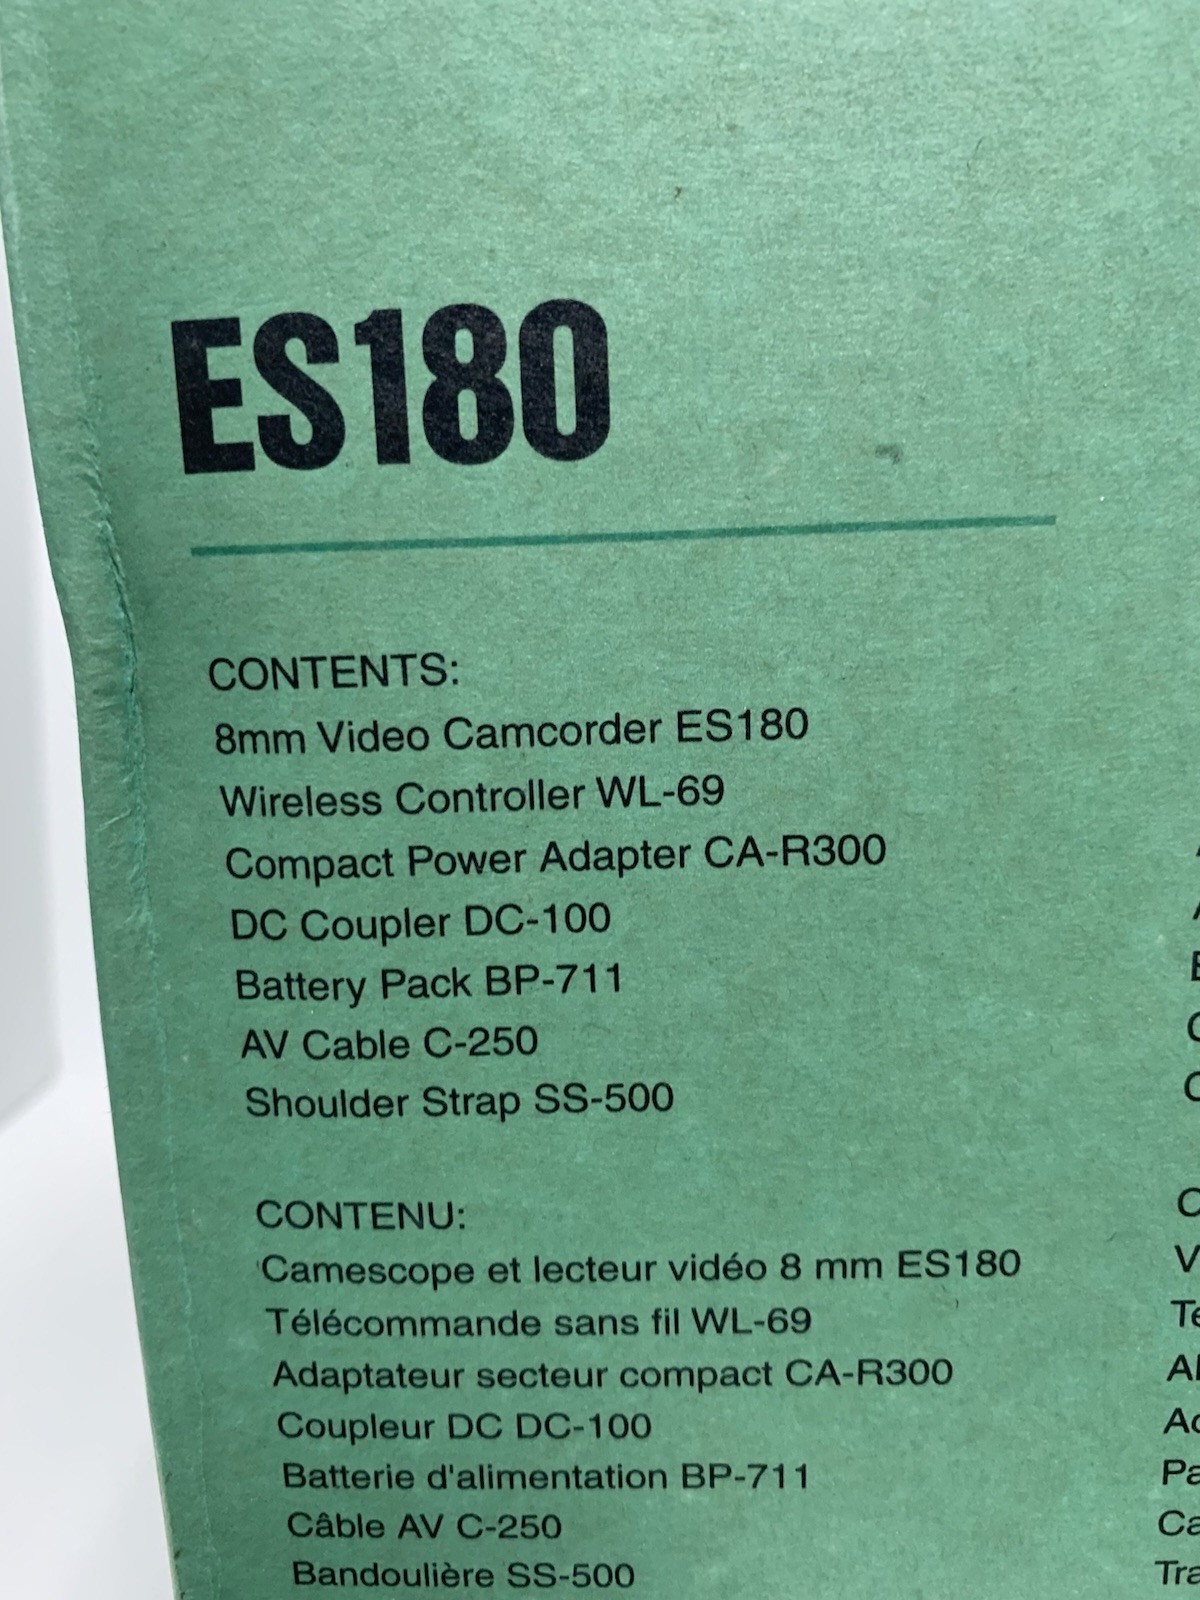 ES180
CONTENTS:
8mm Video Camcorder ES180
Wireless Controller WL-69
Compact Power Adapter CA-R300
DC Coupler DC-100
Battery Pack BP-711
AV Cable C-250
Shoulder Strap SS-500
CONTENU:
Camescope et lecteur vidéo 8 mm ES180
Télécommande sans fil WL-69
Adaptateur secteur compact CA-R300
Coupleur DC DC-100
Batterie d'alimentation BP-711
Câble AV C-250
Bandoulière SS-500